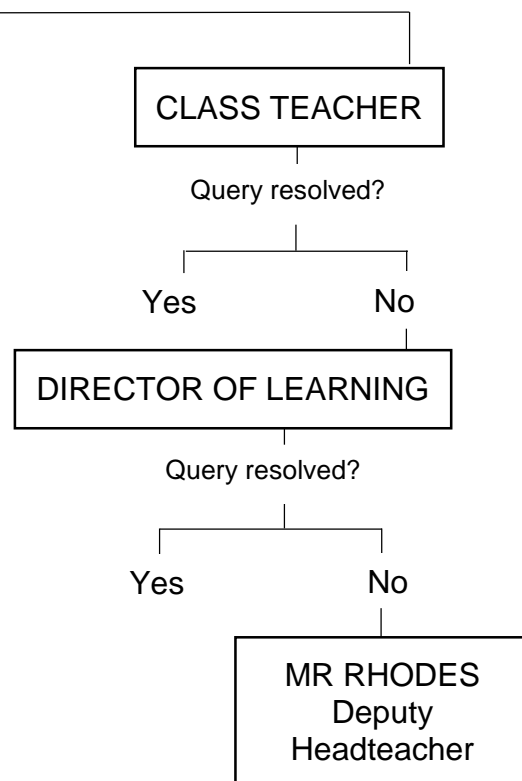 CLASS TEACHER
Query resolved?
Yes No
DIRECTOR OF LEARNING
Query resolved?
Yes No
MR RHODES
Deputy
Headteacher